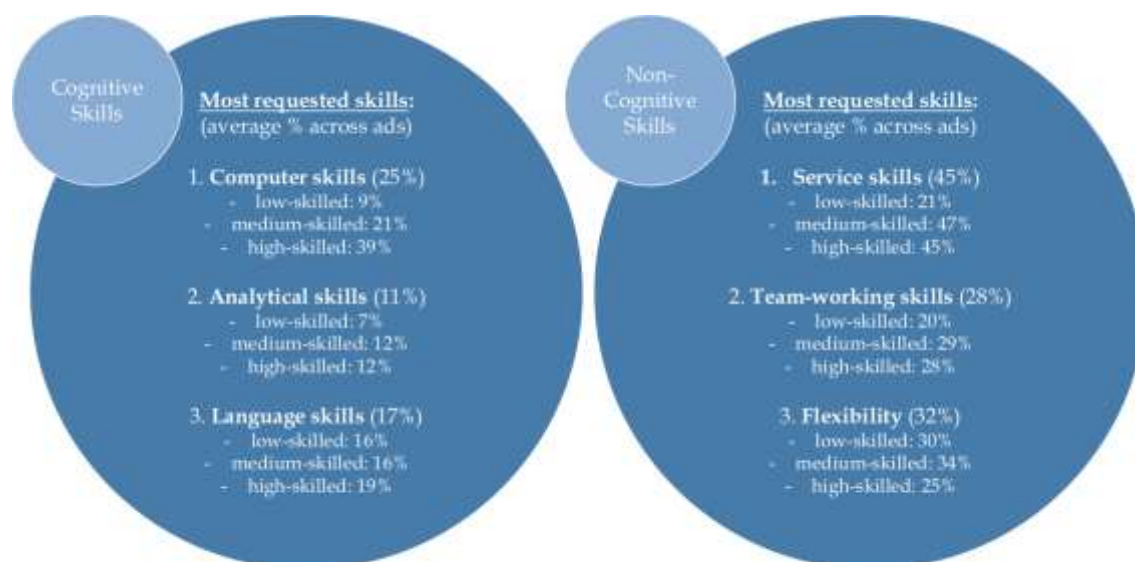 Cognitive
Skills
Most requested skills:
(average % across ads)
1. Computer skills (25%)
- low-skilled: 9%
- medium-skilled: 21%
- high-skilled: 39%
2. Analytical skills (11%)
- low-skilled: 7%
- medium-skilled: 12%
- high-skilled: 12%
3. Language skills (17%)
- low-skilled: 16%
- medium-skilled: 16%
- high-skilled: 19%
Non-
Cognitive
Skills
Most requested skills:
(average % across ads)
1. Service skills (45%)
- low-skilled: 21%
- medium-skilled: 47%
- high-skilled: 45%
2. Team-working skills (28%)
- low-skilled: 20%
- medium-skilled: 29%
- high-skilled: 28%
3. Flexibility (32%)
- low-skilled: 30%
- medium-skilled: 34%
- high-skilled: 25%